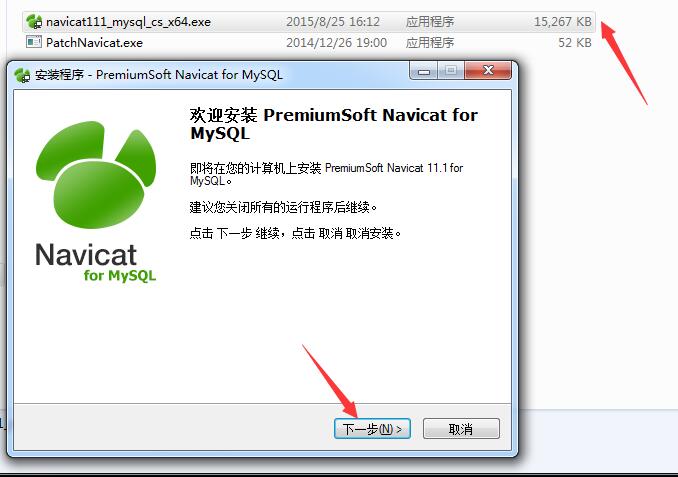 navicat111_mysql_cs_x64.exe 2015/8/25 16:12 应用程序 15,267 KB
PatchNavicat.exe 2014/12/26 19:00 应用程序 52 KB
安装程序 - PremiumSoft Navicat for MySQL
欢迎安装 PremiumSoft Navicat for
MySQL
即将在您的计算机上安装 PremiumSoft Navicat 11.1 for
MySQL。
建议您关闭所有的运行程序后继续。
点击 下一步 继续，点击 取消 取消安装。
Navicat
for MySQL
下一步(N) > 取消